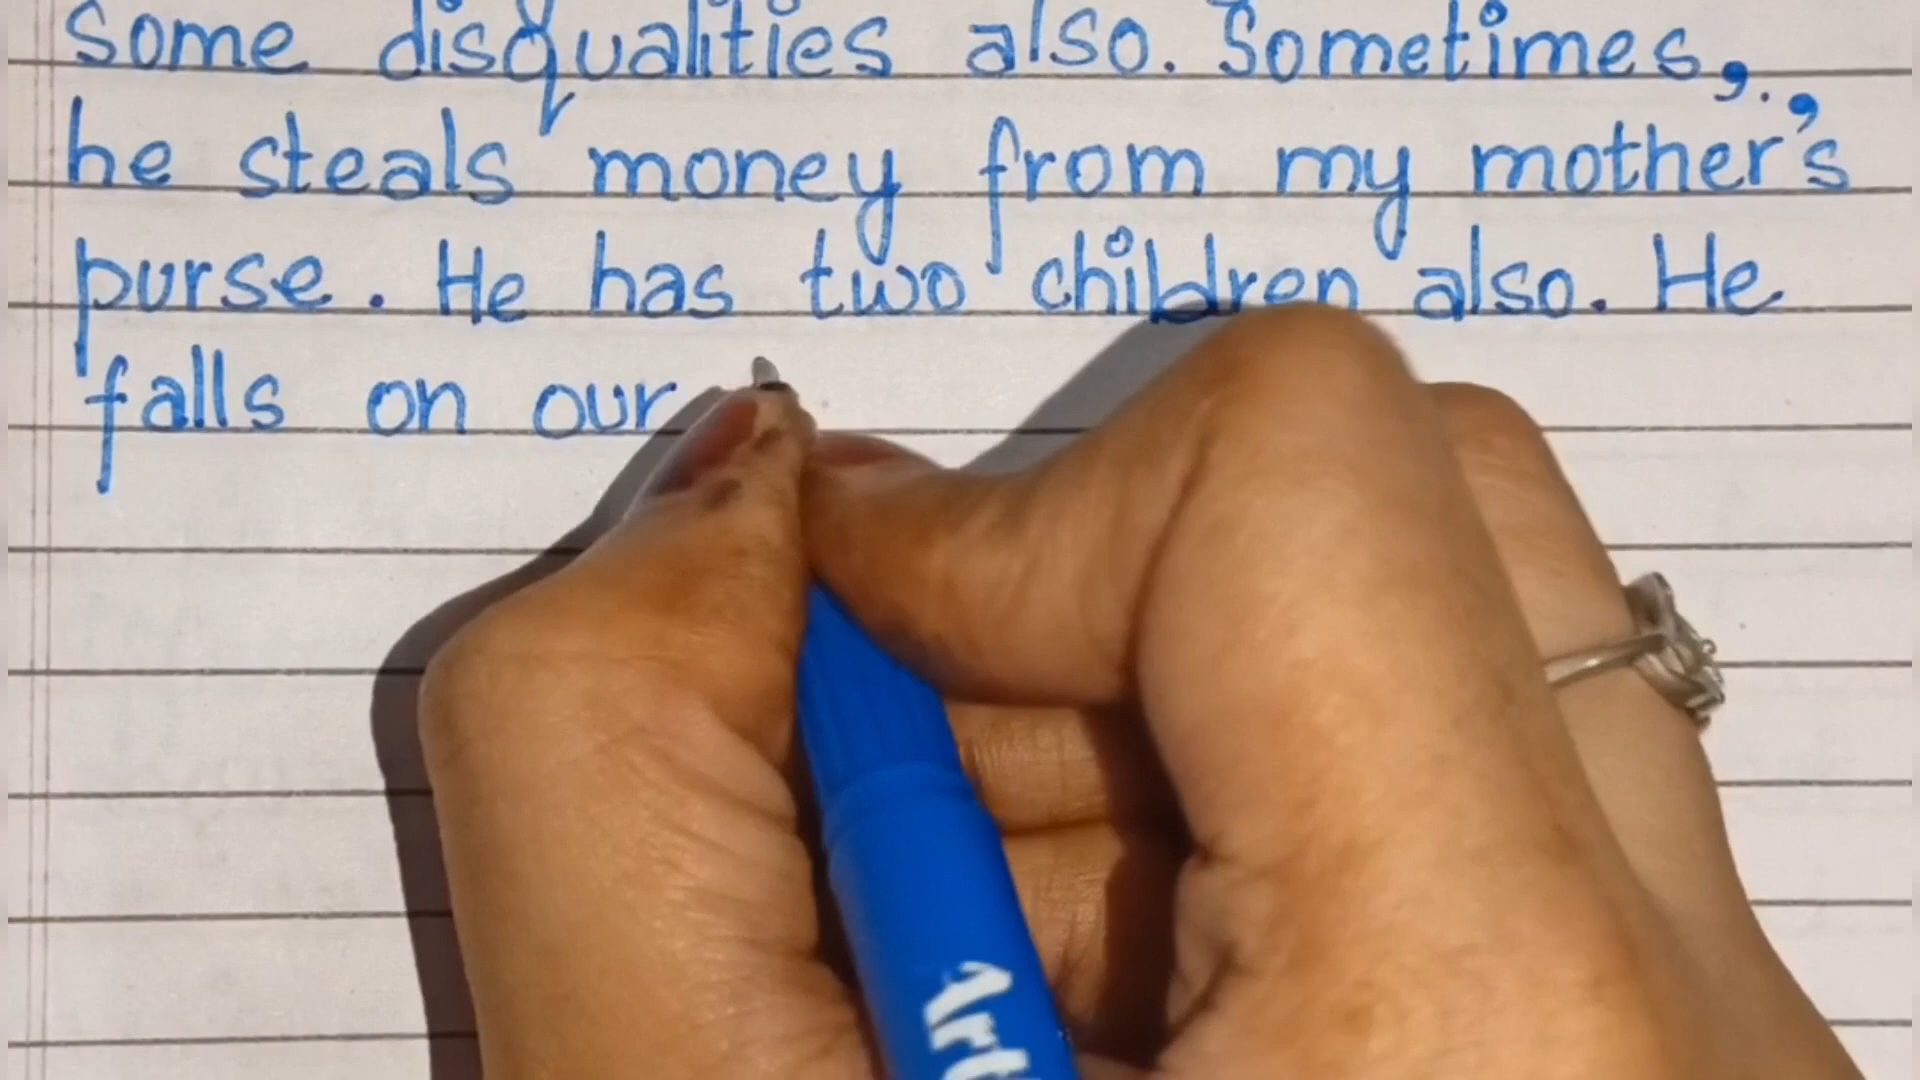 some disqualities also. Sometimes,
he steals money from my mother's
purse. He has two children also. He
falls on our
Art